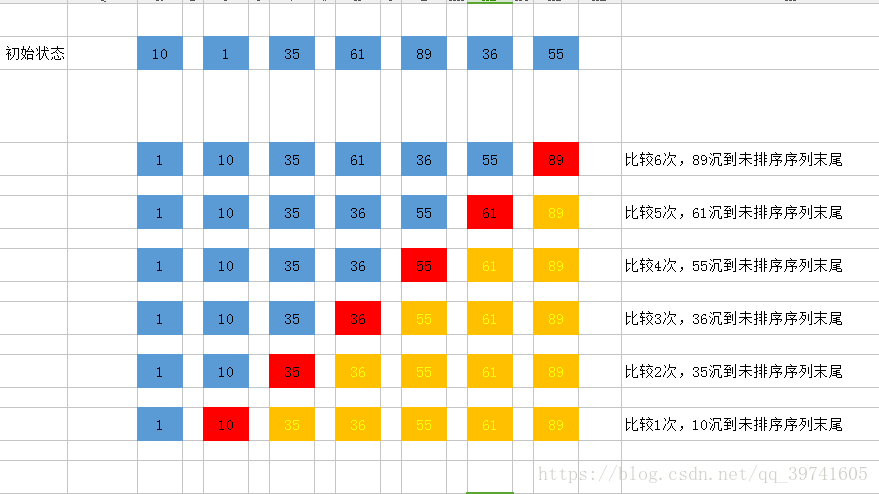 初始状态 10 1 35 61 89 36 55
1 10 35 61 36 55 89 比较6次，89沉到未排序序列末尾
1 10 35 36 55 61 89 比较5次，61沉到未排序序列末尾
1 10 35 36 55 61 89 比较4次，55沉到未排序序列末尾
1 10 35 36 55 61 89 比较3次，36沉到未排序序列末尾
1 10 35 36 55 61 89 比较2次，35沉到未排序序列末尾
1 10 35 36 55 61 89 比较1次，10沉到未排序序列末尾
https://blog.csdn.net/qq_39741605